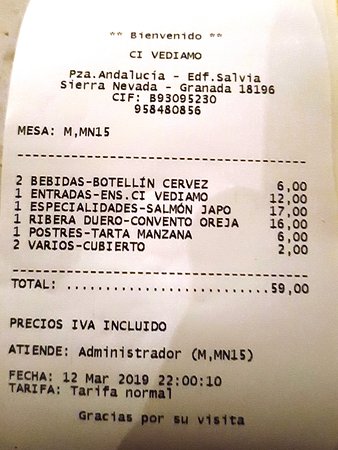 ** Bienvenido **
CI VEDIAMO
Pza.Andalucia - Edf.Salvia
Sierra Nevada - Granada 18196
CIF: B93095230
958480856
MESA: M,MN15
--------------------------------
2 BEBIDAS-BOTELLÍN CERVEZ 6,00
1 ENTRADAS-ENS.CI VEDIAMO 12,00
1 ESPECIALIDADES-SALMÓN JAPO 17,00
1 RIBERA DUERO-CONVENTO OREJA 16,00
1 POSTRES-TARTA MANZANA 6,00
2 VARIOS-CUBIERTO 2,00
--------------------------------
TOTAL: .......................59,00
PRECIOS IVA INCLUIDO
ATIENDE: Administrador (M,MN15)
FECHA: 12 Mar 2019 22:00:10
TARIFA: Tarifa normal
Gracias por su visita